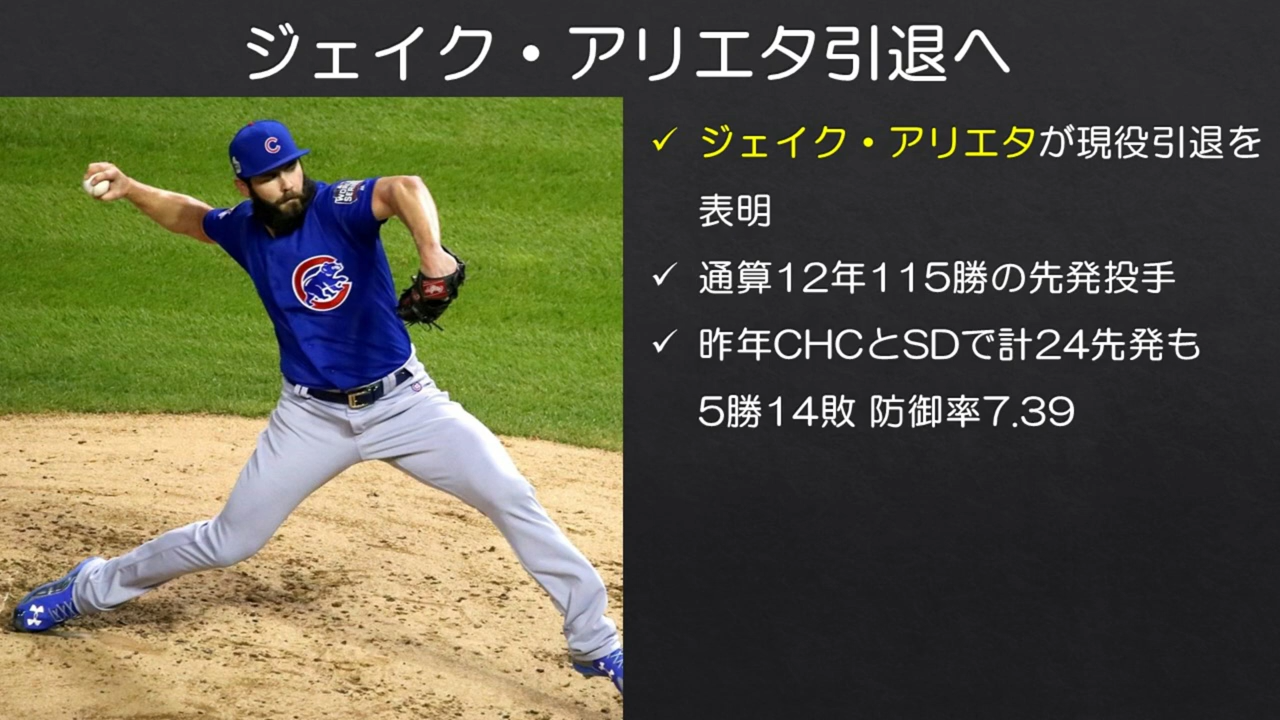 ジェイク・アリエタ引退へ
✓ ジェイク・アリエタが現役引退を
表明
✓ 通算12年115勝の先発投手
✓ 昨年CHCとSDで計24先発も
5勝14敗 防御率7.39
C
WORLD
SERIES